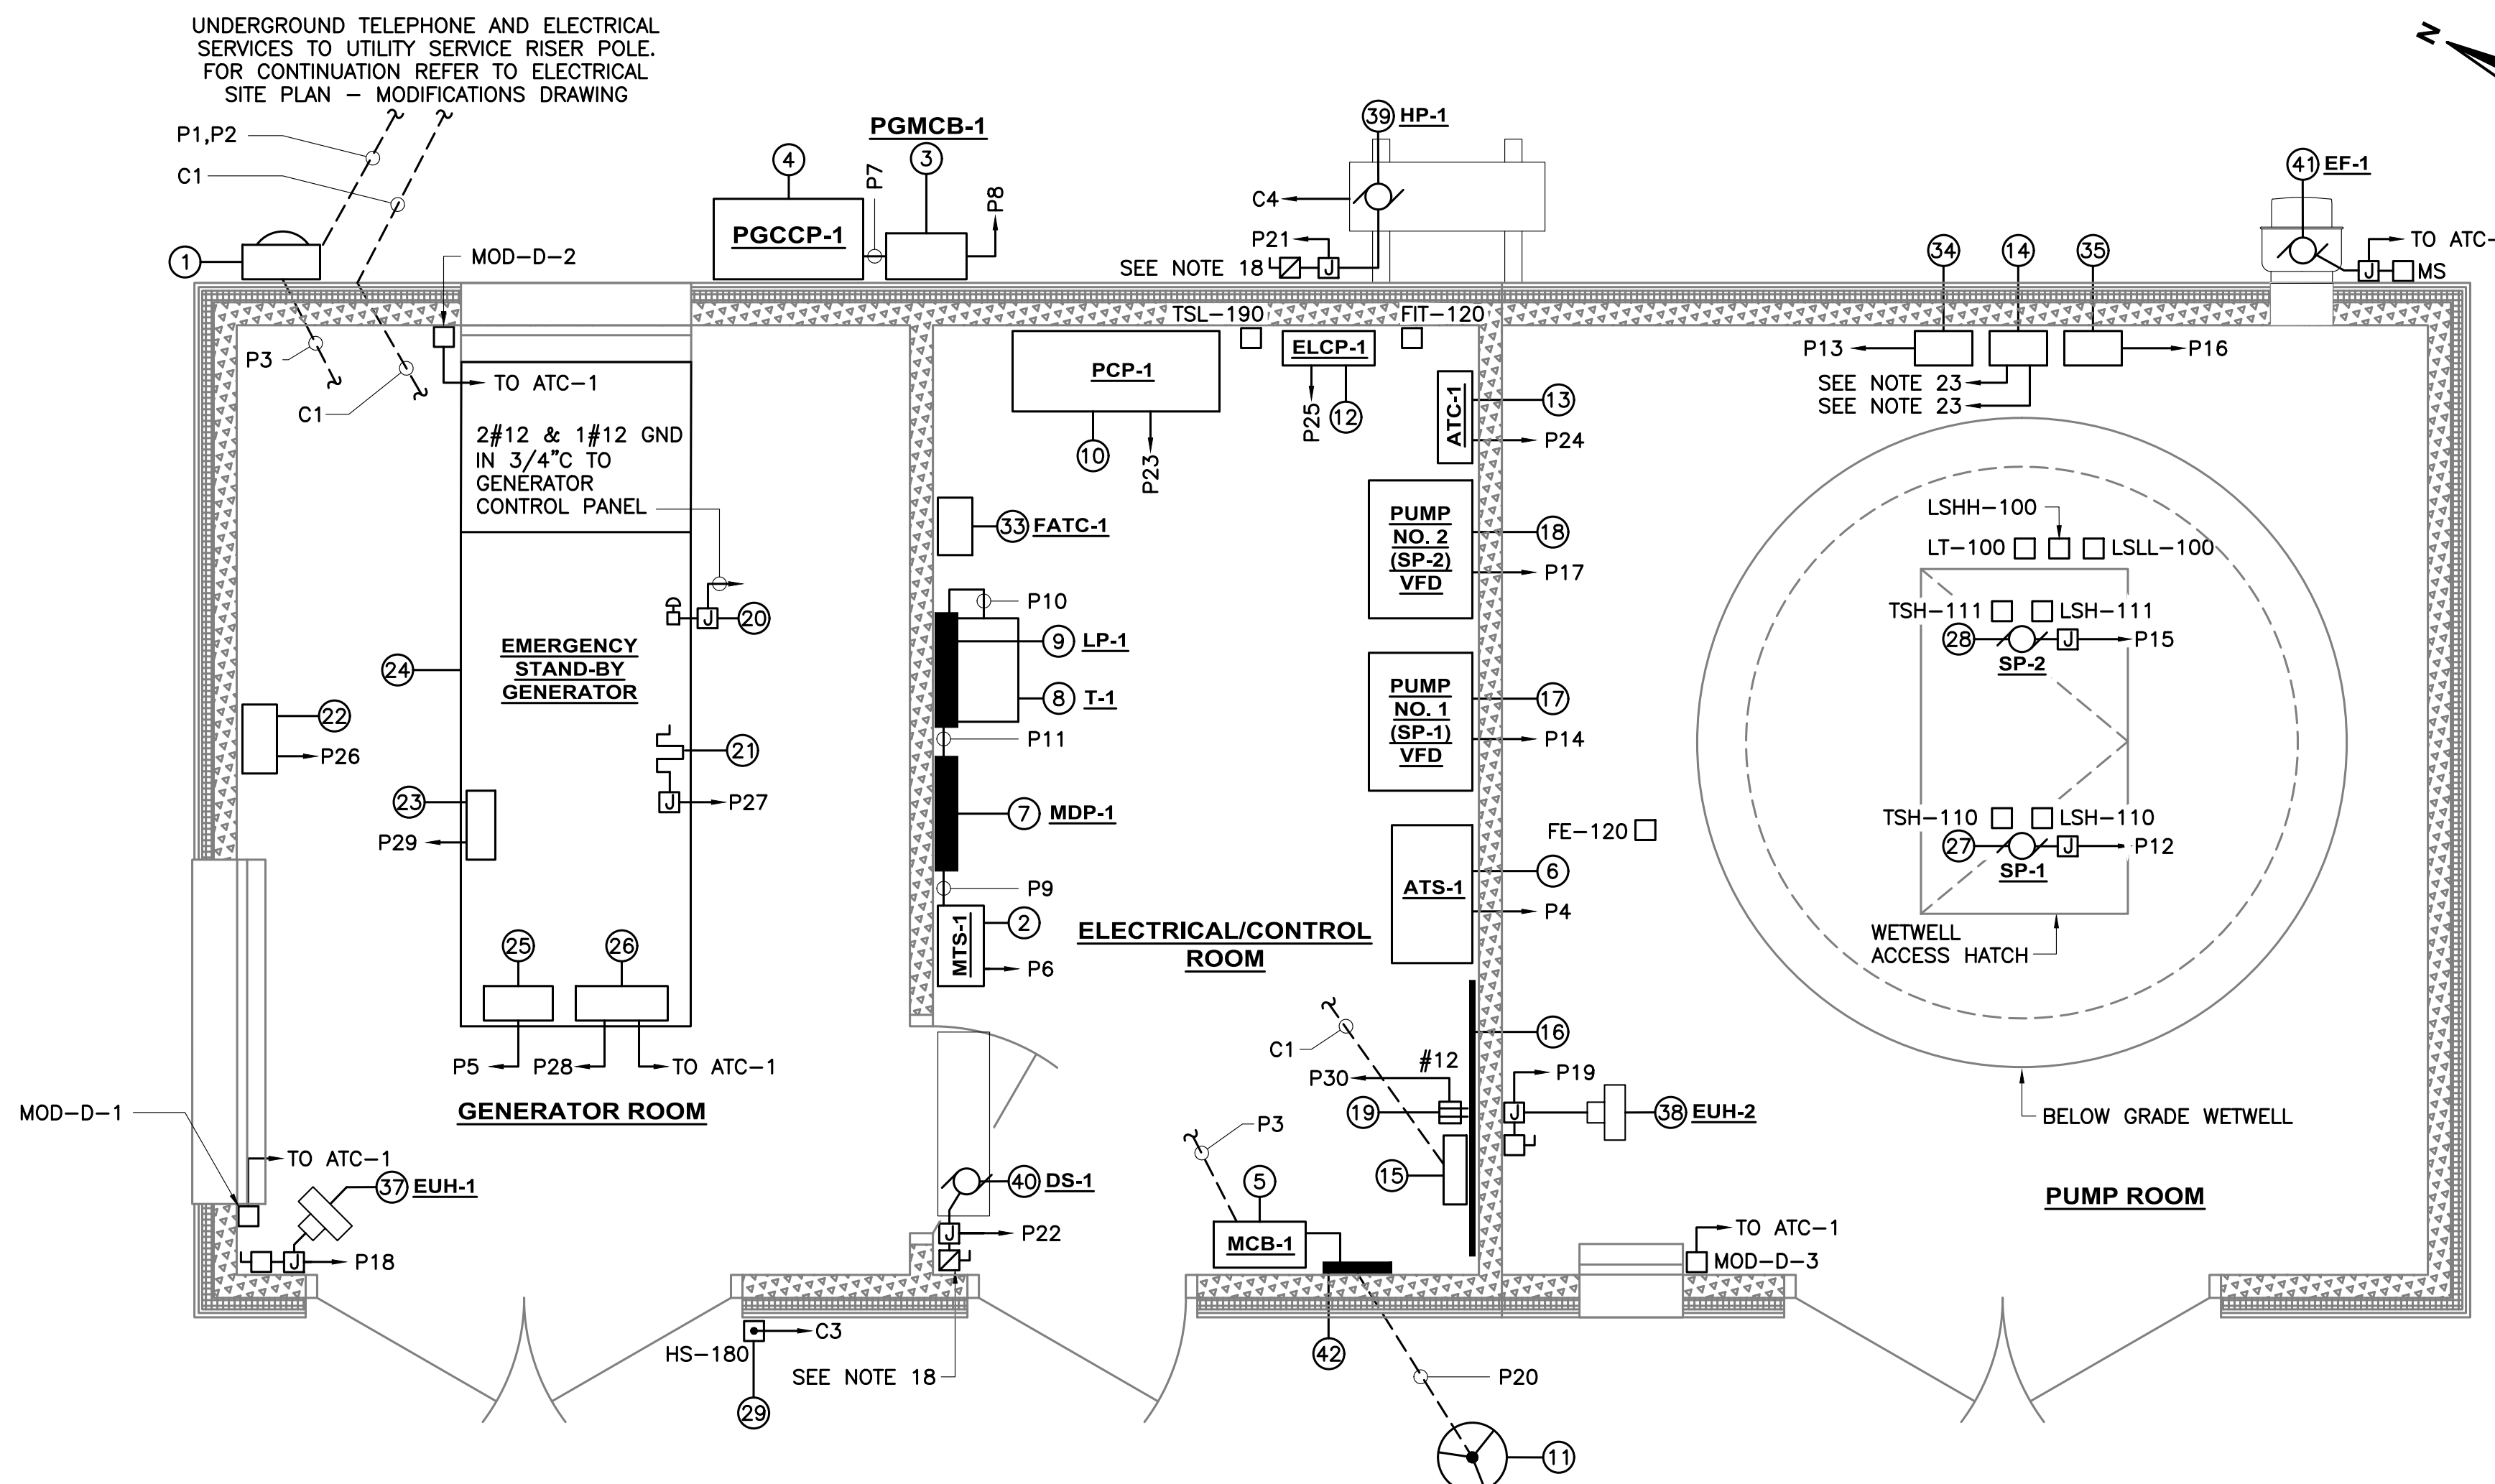 UNDERGROUND TELEPHONE AND ELECTRICAL
SERVICES TO UTILITY SERVICE RISER POLE.
FOR CONTINUATION REFER TO ELECTRICAL
SITE PLAN – MODIFICATIONS DRAWING
N
P1,P2
C1
1
P3
C1
MOD-D-2
TO ATC-1
4
PGCCP-1
P7
PGMCB-1
3
P8
39 HP-1
C4
P21
SEE NOTE 18
J
41 EF-1
TO ATC-
J
MS
34
14
35
P13
P16
SEE NOTE 23
SEE NOTE 23
TSL-190
FIT-120
PCP-1
10
P23
ELCP-1
P25
12
ATC-1
13
P24
2#12 & 1#12 GND
IN 3/4"C TO
GENERATOR
CONTROL PANEL
33 FATC-1
PUMP
NO. 2
(SP-2)
VFD
18
P17
LSHH-100
LT-100
LSLL-100
TSH-111
LSH-111
28
J
P15
SP-2
J
20
P10
9 LP-1
8 T-1
P11
EMERGENCY
STAND-BY
GENERATOR
24
22
P26
21
J
P27
23
P29
PUMP
NO. 1
(SP-1)
VFD
17
P14
7 MDP-1
FE-120
TSH-110
LSH-110
27
J
P12
SP-1
P9
MTS-1
2
P6
ATS-1
6
P4
ELECTRICAL/CONTROL
ROOM
WETWELL
ACCESS HATCH
25
26
P5
P28
TO ATC-1
GENERATOR ROOM
C1
16
#12
P30
19
P19
J
38 EUH-2
BELOW GRADE WETWELL
MOD-D-1
TO ATC-1
37 EUH-1
J
P18
P3
15
5
MCB-1
40 DS-1
J
P22
PUMP ROOM
TO ATC-1
MOD-D-3
C3
HS-180
29
SEE NOTE 18
42
P20
11